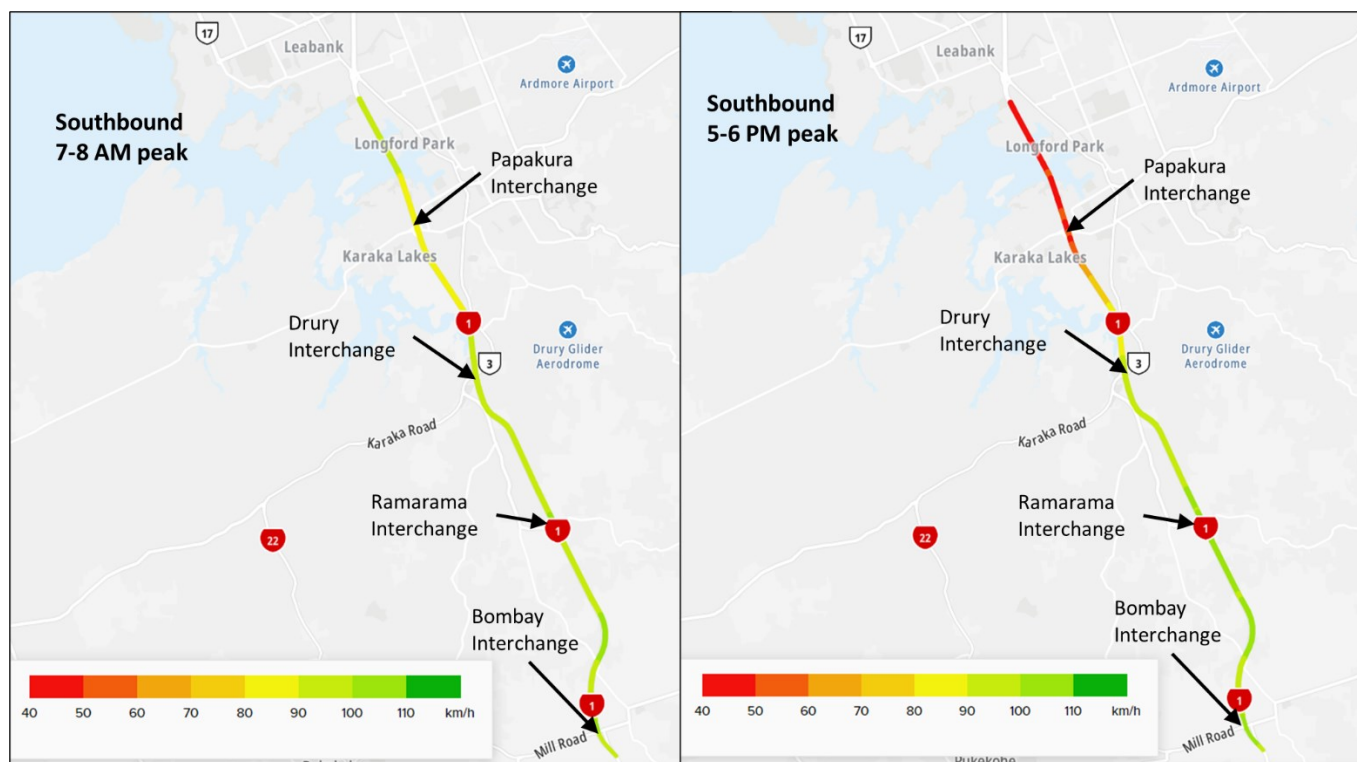 17
Leabank
Ardmore Airport
Southbound
7-8 AM peak
Longford Park
Papakura
Interchange
Karaka Lakes
Drury
Interchange
1
3
Drury Glider
Aerodrome
Karaka Road
Ramarama
Interchange
1
22
Bombay
Interchange
1
Mill Road
40 50 60 70 80 90 100 110 km/h
17
Leabank
Ardmore Airport
Southbound
5-6 PM peak
Longford Park
Papakura
Interchange
Karaka Lakes
Drury
Interchange
1
3
Drury Glider
Aerodrome
Karaka Road
Ramarama
Interchange
1
22
Bombay
Interchange
1
Mill Road
40 50 60 70 80 90 100 110 km/h